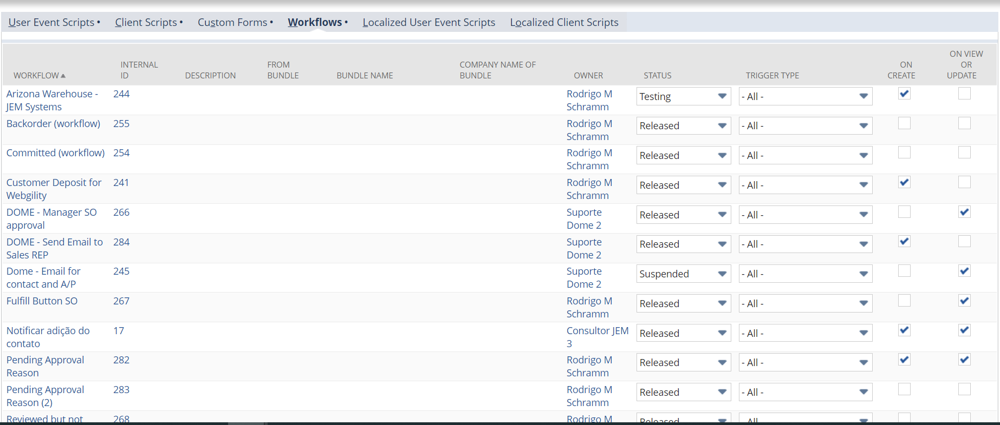 User Event Scripts • Client Scripts • Custom Forms • Workflows • Localized User Event Scripts Localized Client Scripts
WORKFLOW INTERNAL ID DESCRIPTION FROM BUNDLE BUNDLE NAME COMPANY NAME OF BUNDLE OWNER STATUS TRIGGER TYPE ON CREATE ON VIEW OR UPDATE
Arizona Warehouse - 244 Rodrigo M Testing - All -
JEM Systems Schramm
Backorder (workflow) 255 Rodrigo M Released - All -
Schramm
Committed (workflow) 254 Rodrigo M Released - All -
Schramm
Customer Deposit for 241 Rodrigo M Released - All -
Webgility Schramm
DOME - Manager SO 266 Suporte Released - All -
approval Dome 2
DOME - Send Email to 284 Suporte Released - All -
Sales REP Dome 2
Dome - Email for 245 Suporte Suspended - All -
contact and A/P Dome 2
Fulfill Button SO 267 Rodrigo M Released - All -
Schramm
Notificar adição do 17 Consultor JEM Released - All -
contato 3
Pending Approval 282 Rodrigo M Released - All -
Reason Schramm
Pending Approval 283 Rodrigo M Released - All -
Reason (2) Schramm
Reviewed but not 268 Rodrigo M Released - All -